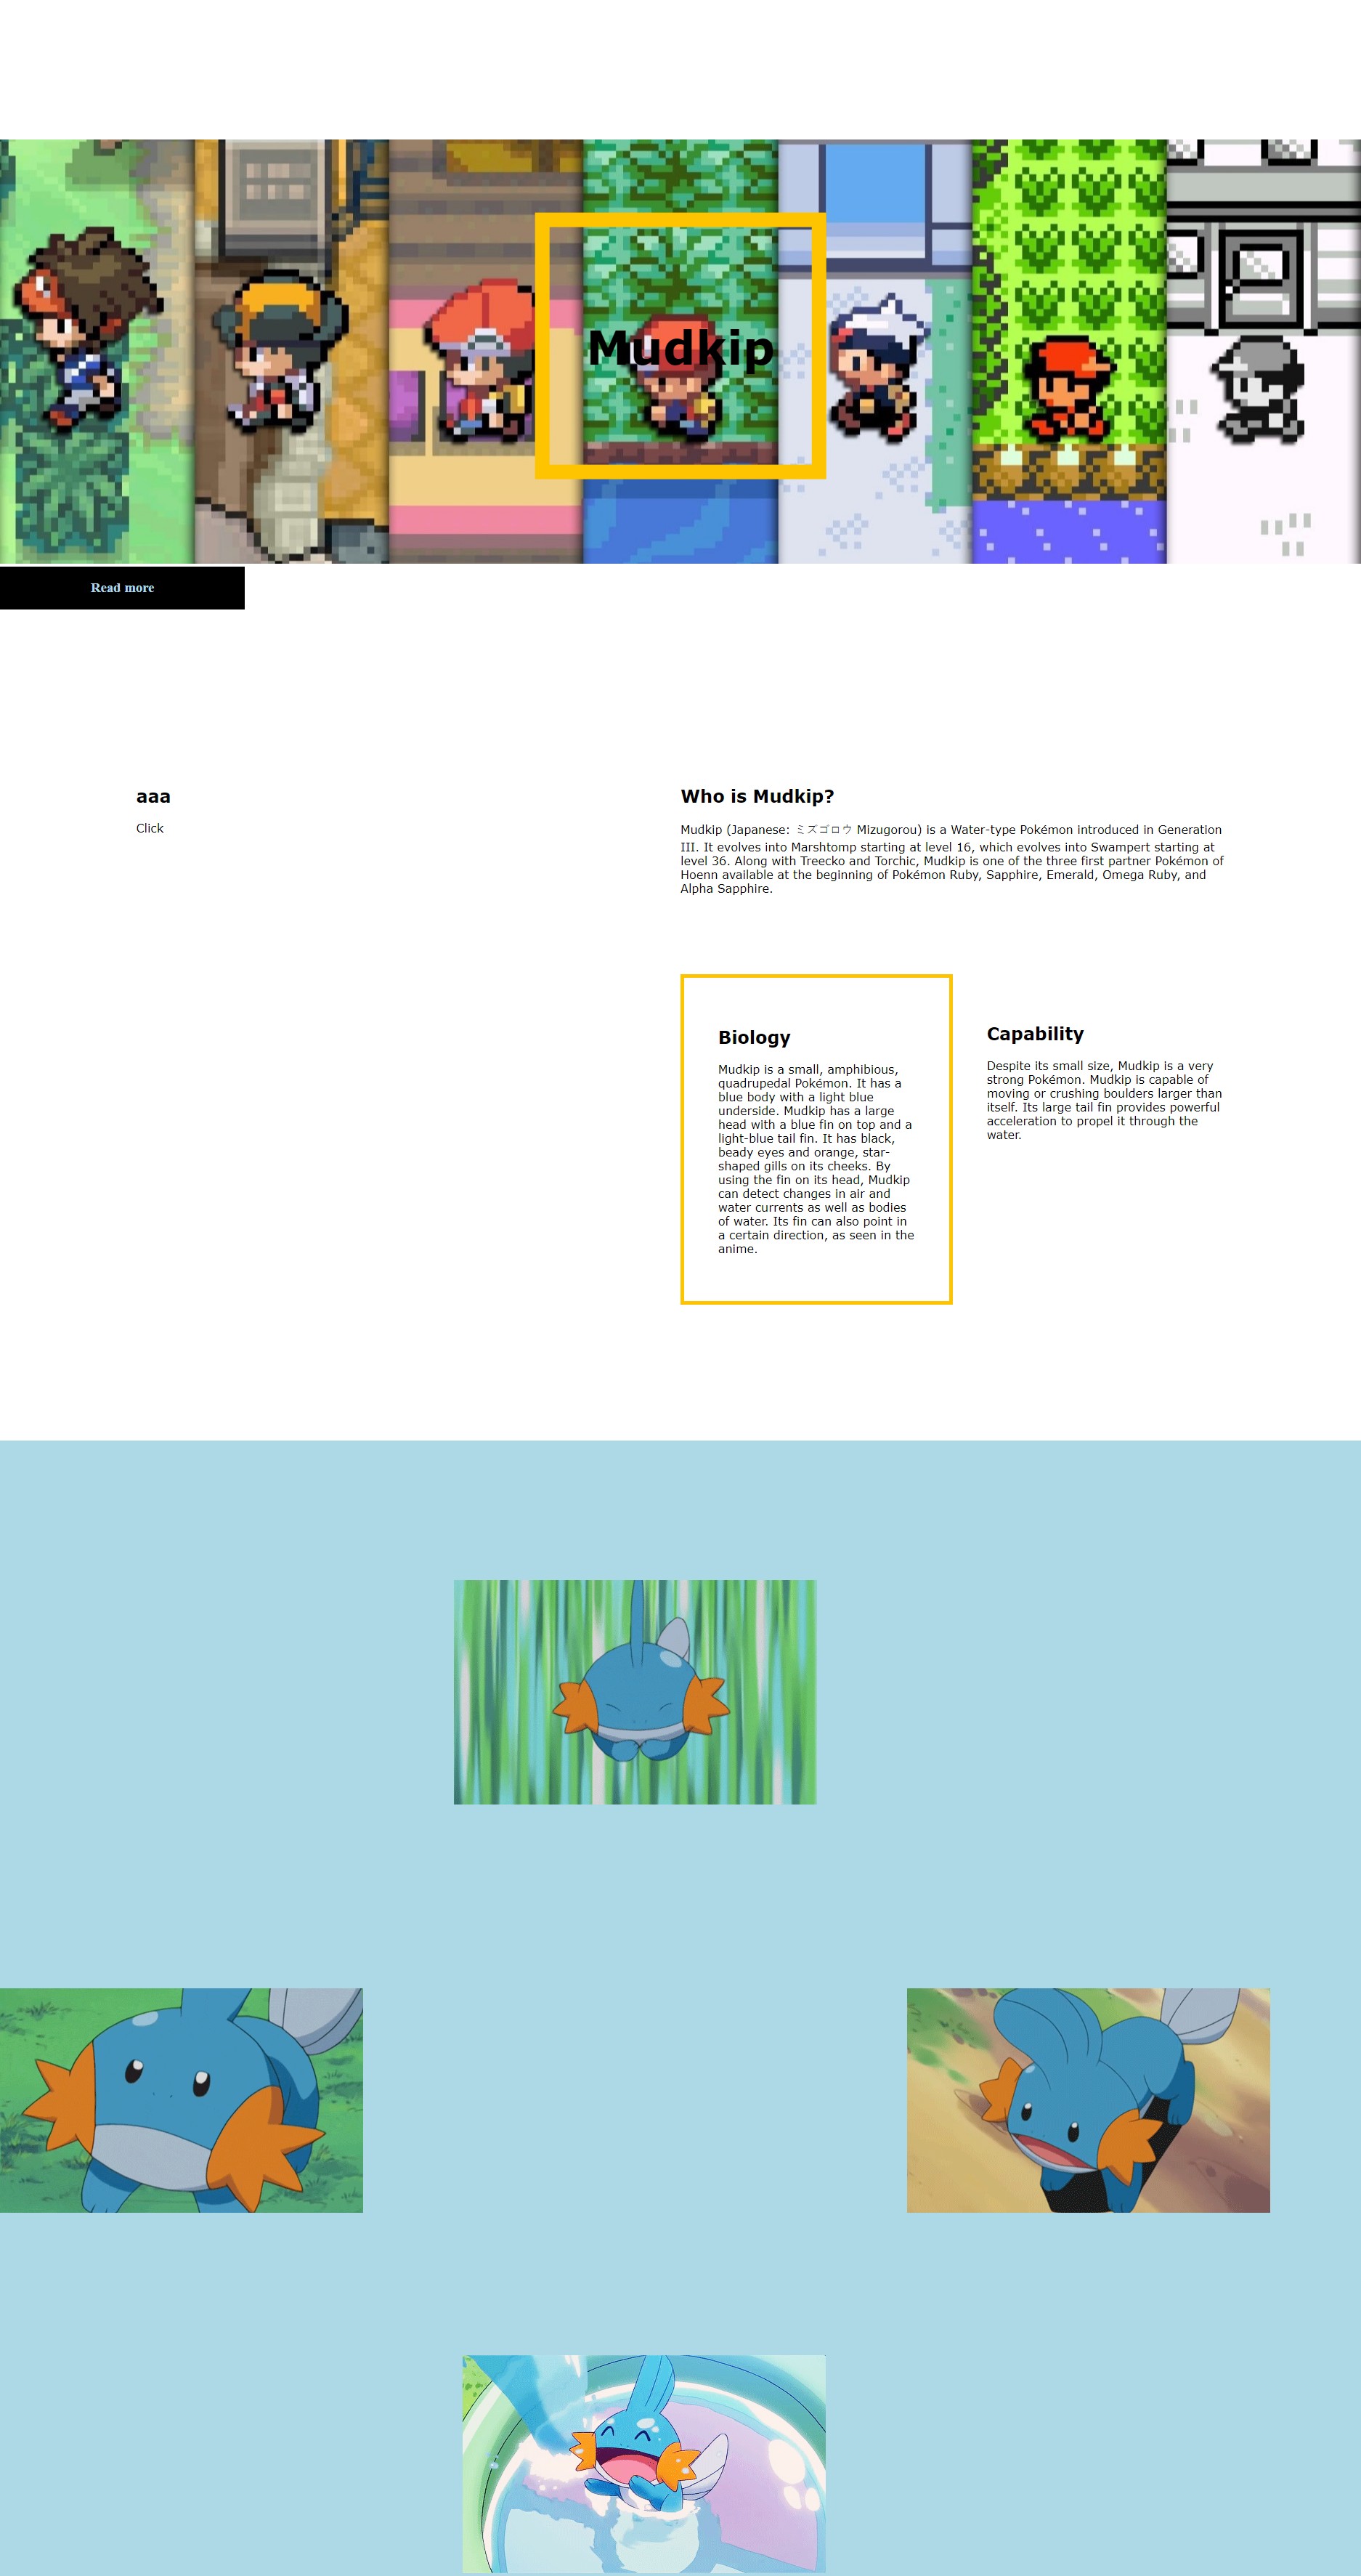 Mudkip
Read more
aaa
Click
Who is Mudkip?
Mudkip (Japanese: ミズゴロウ Mizugorou) is a Water-type Pokémon introduced in Generation
III. It evolves into Marshtomp starting at level 16, which evolves into Swampert starting at
level 36. Along with Treecko and Torchic, Mudkip is one of the three first partner Pokémon of
Hoenn available at the beginning of Pokémon Ruby, Sapphire, Emerald, Omega Ruby, and
Alpha Sapphire.
Biology
Mudkip is a small, amphibious,
quadrupedal Pokémon. It has a
blue body with a light blue
underside. Mudkip has a large
head with a blue fin on top and a
light-blue tail fin. It has black,
beady eyes and orange, star-
shaped gills on its cheeks. By
using the fin on its head, Mudkip
can detect changes in air and
water currents as well as bodies
of water. Its fin can also point in
a certain direction, as seen in the
anime.
Capability
Despite its small size, Mudkip is a very
strong Pokémon. Mudkip is capable of
moving or crushing boulders larger than
itself. Its large tail fin provides powerful
acceleration to propel it through the
water.